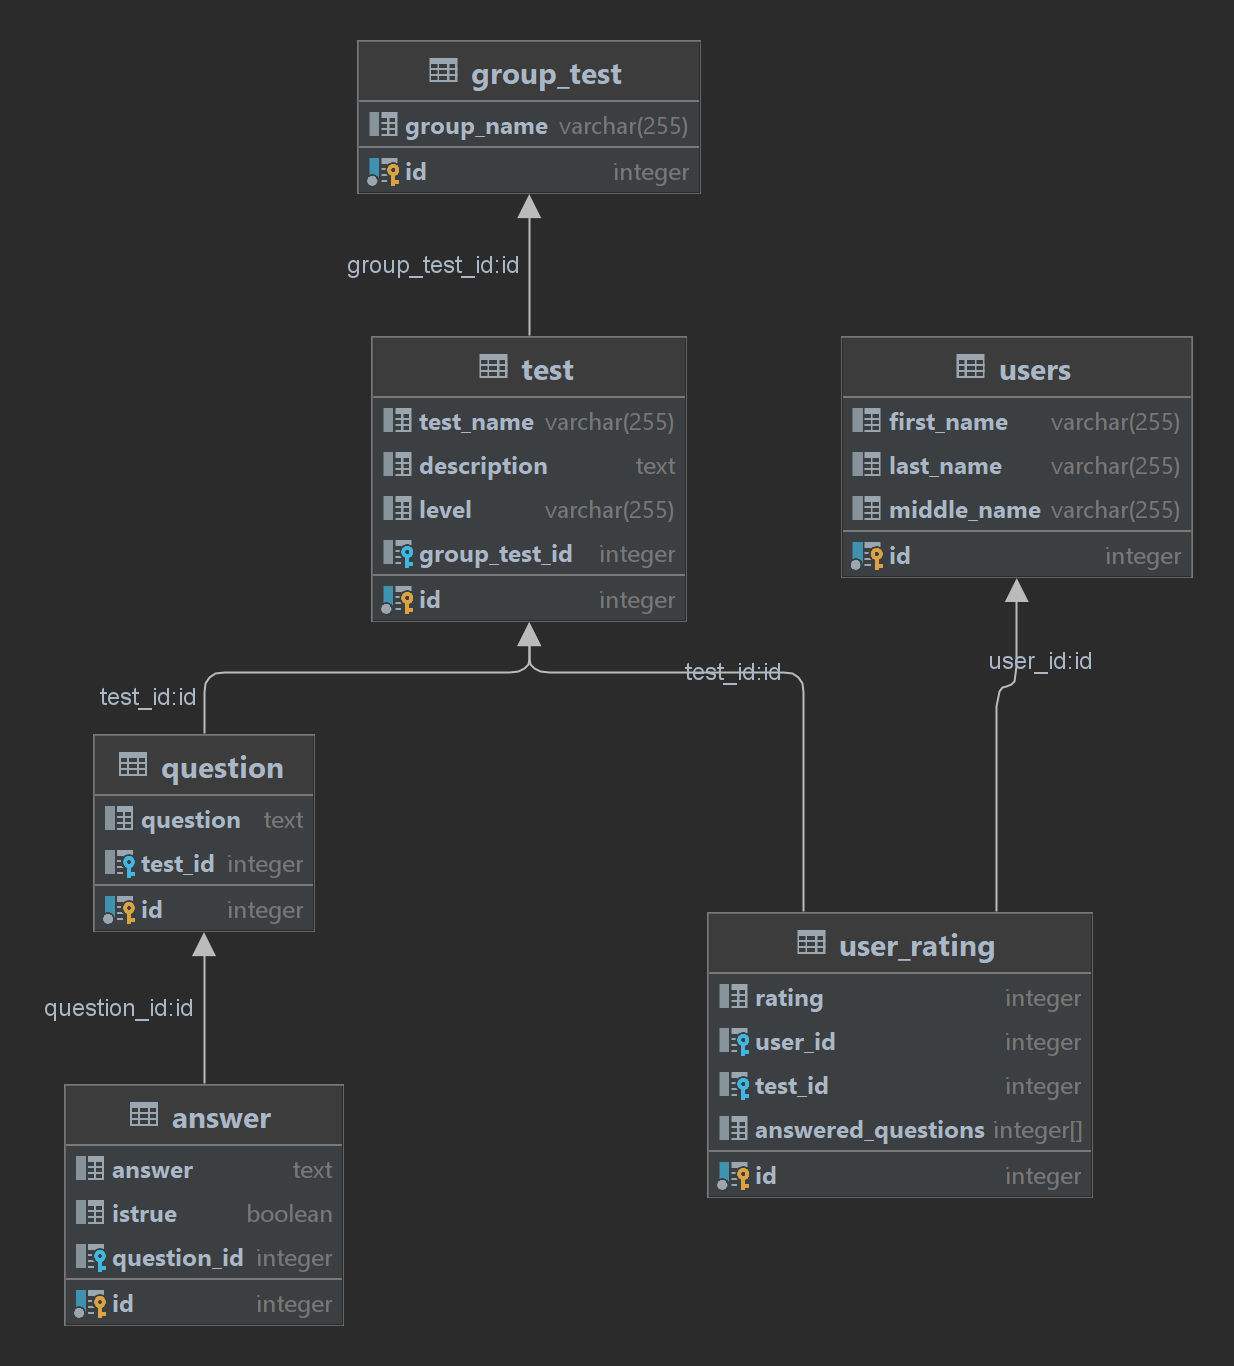 group_test
group_name varchar(255)
id integer
group_test_id:id
test
test_name varchar(255)
description text
level varchar(255)
group_test_id integer
id integer
users
first_name varchar(255)
last_name varchar(255)
middle_name varchar(255)
id integer
test_id:id
test_id:id
user_id:id
question
question text
test_id integer
id integer
question_id:id
answer
answer text
istrue boolean
question_id integer
id integer
user_rating
rating integer
user_id integer
test_id integer
answered_questions integer[]
id integer